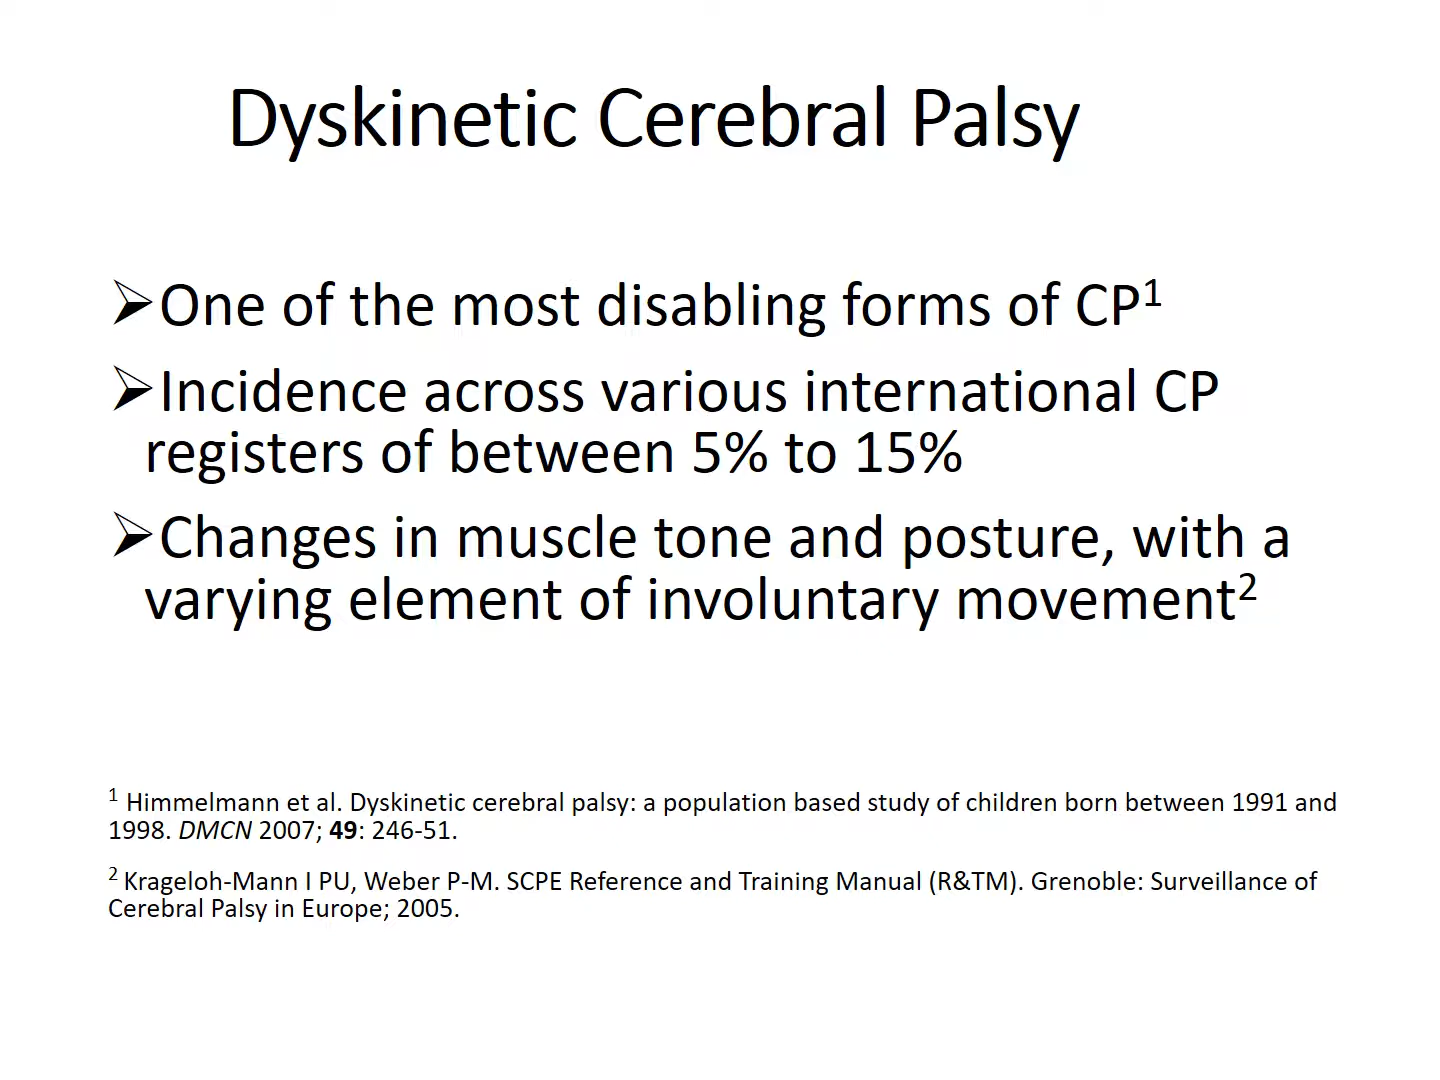 Dyskinetic Cerebral Palsy
➢One of the most disabling forms of CP¹
➢Incidence across various international CP
registers of between 5% to 15%
➢Changes in muscle tone and posture, with a
varying element of involuntary movement²
¹ Himmelmann et al. Dyskinetic cerebral palsy: a population based study of children born between 1991 and
1998. DMCN 2007; 49: 246-51.
² Krageloh-Mann I PU, Weber P-M. SCPE Reference and Training Manual (R&TM). Grenoble: Surveillance of
Cerebral Palsy in Europe; 2005.